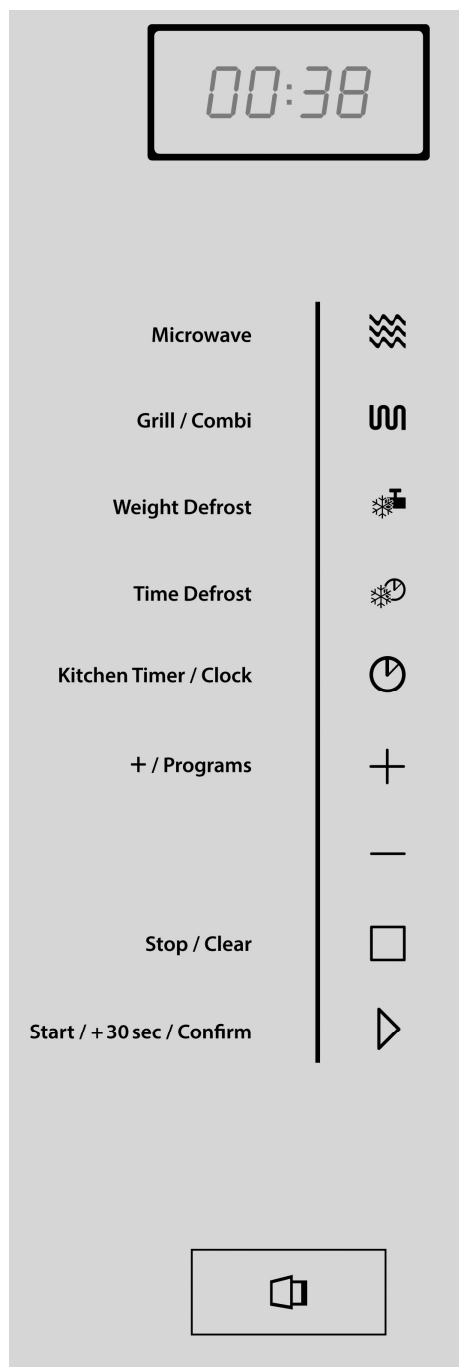 00:38
Microwave
Grill / Combi
Weight Defrost
Time Defrost
Kitchen Timer / Clock
+ / Programs
Stop / Clear
Start / +30 sec / Confirm